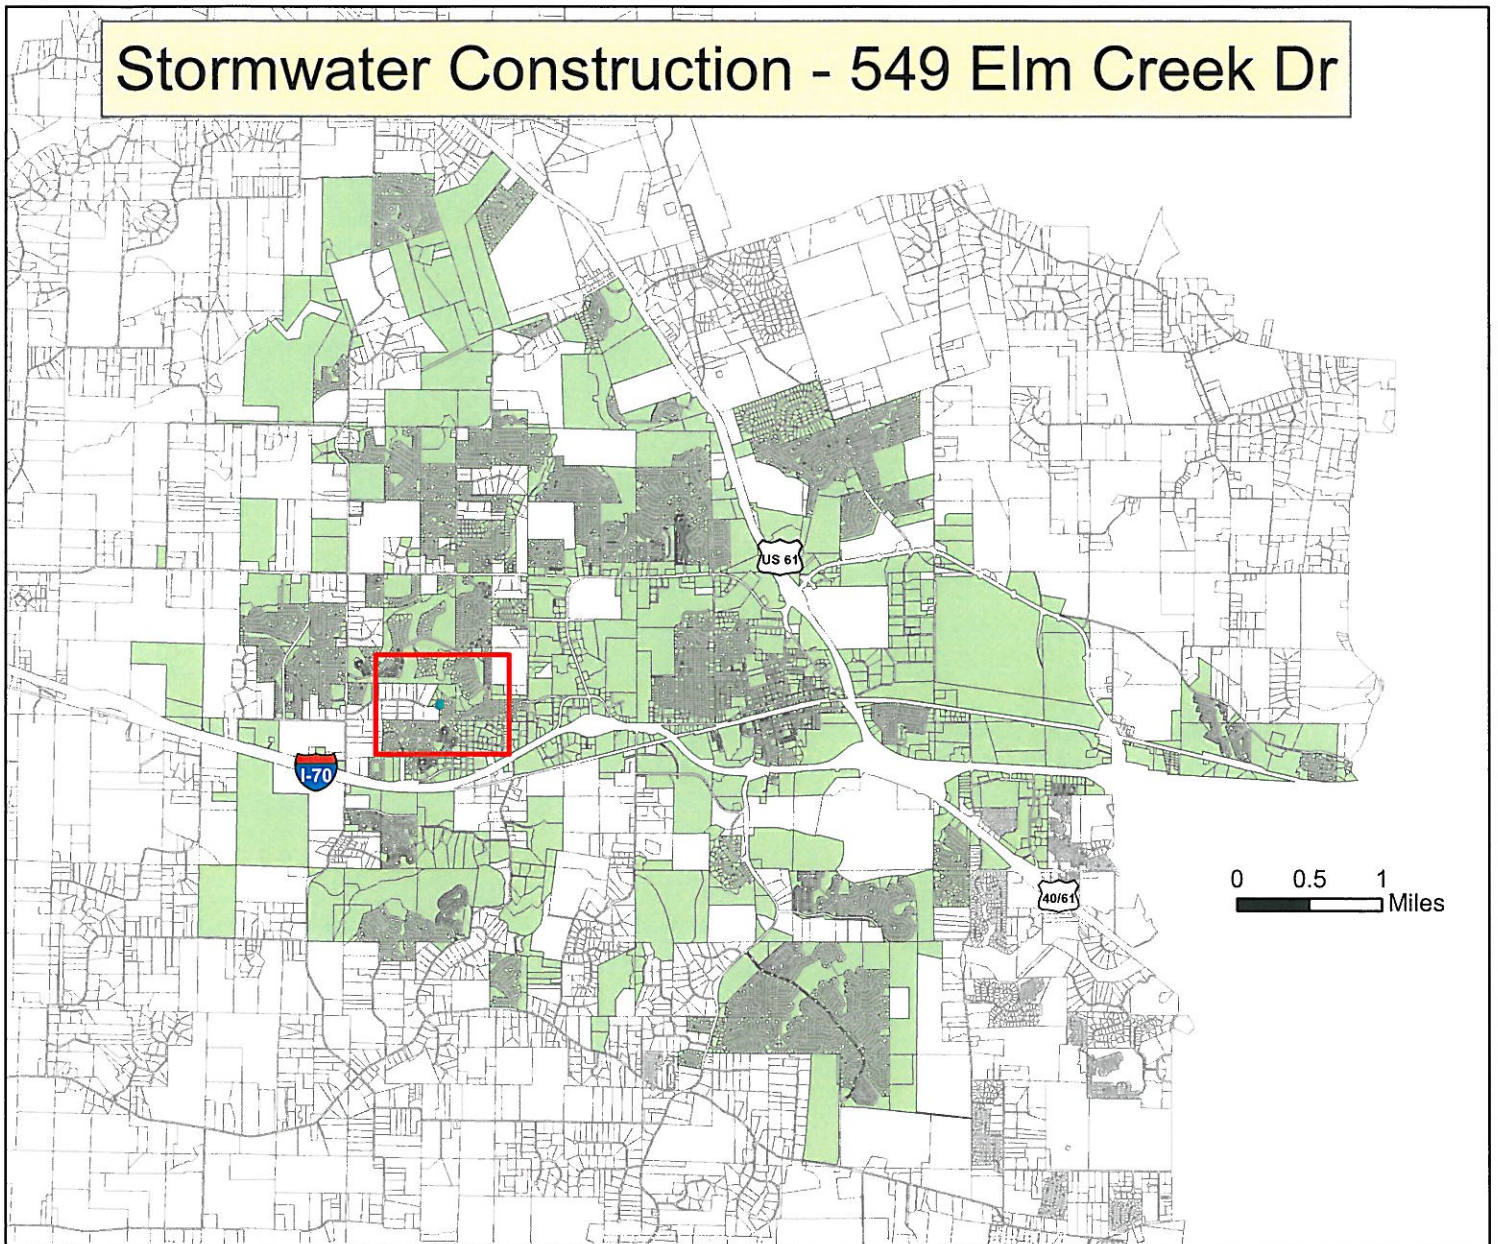 Stormwater Construction - 549 Elm Creek Dr
US 61
I-70
0 0.5 1
Miles
40/61